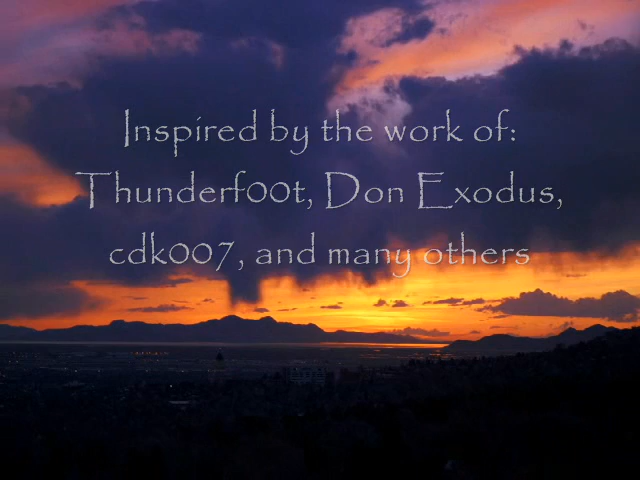 Inspired by the work of:
Thunderf00t, Don Exodus,
cdk007, and many others